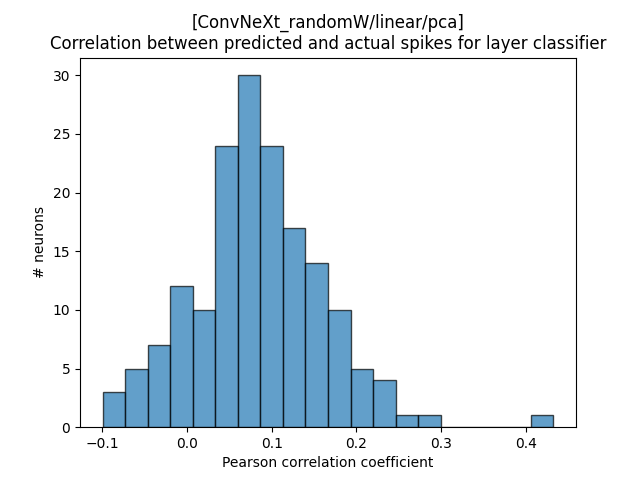 [ConvNeXt_randomW/linear/pca]
Correlation between predicted and actual spikes for layer classifier
30
25
20
15
10
5
0
# neurons
−0.1 0.0 0.1 0.2 0.3 0.4
Pearson correlation coefficient